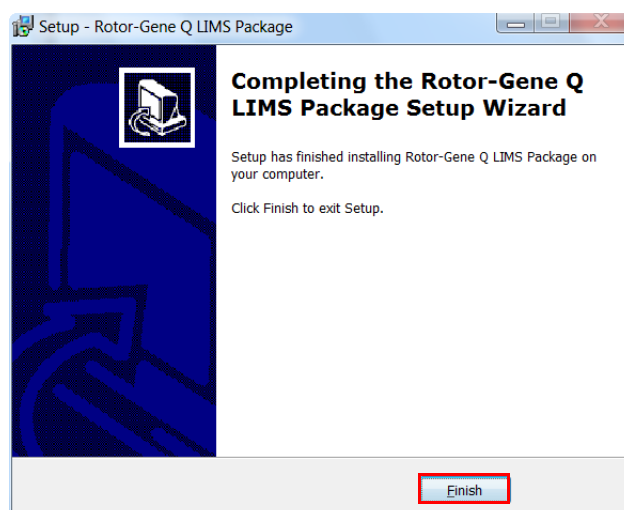 Setup - Rotor-Gene Q LIMS Package
Completing the Rotor-Gene Q
LIMS Package Setup Wizard
Setup has finished installing Rotor-Gene Q LIMS Package on
your computer.
Click Finish to exit Setup.
Finish